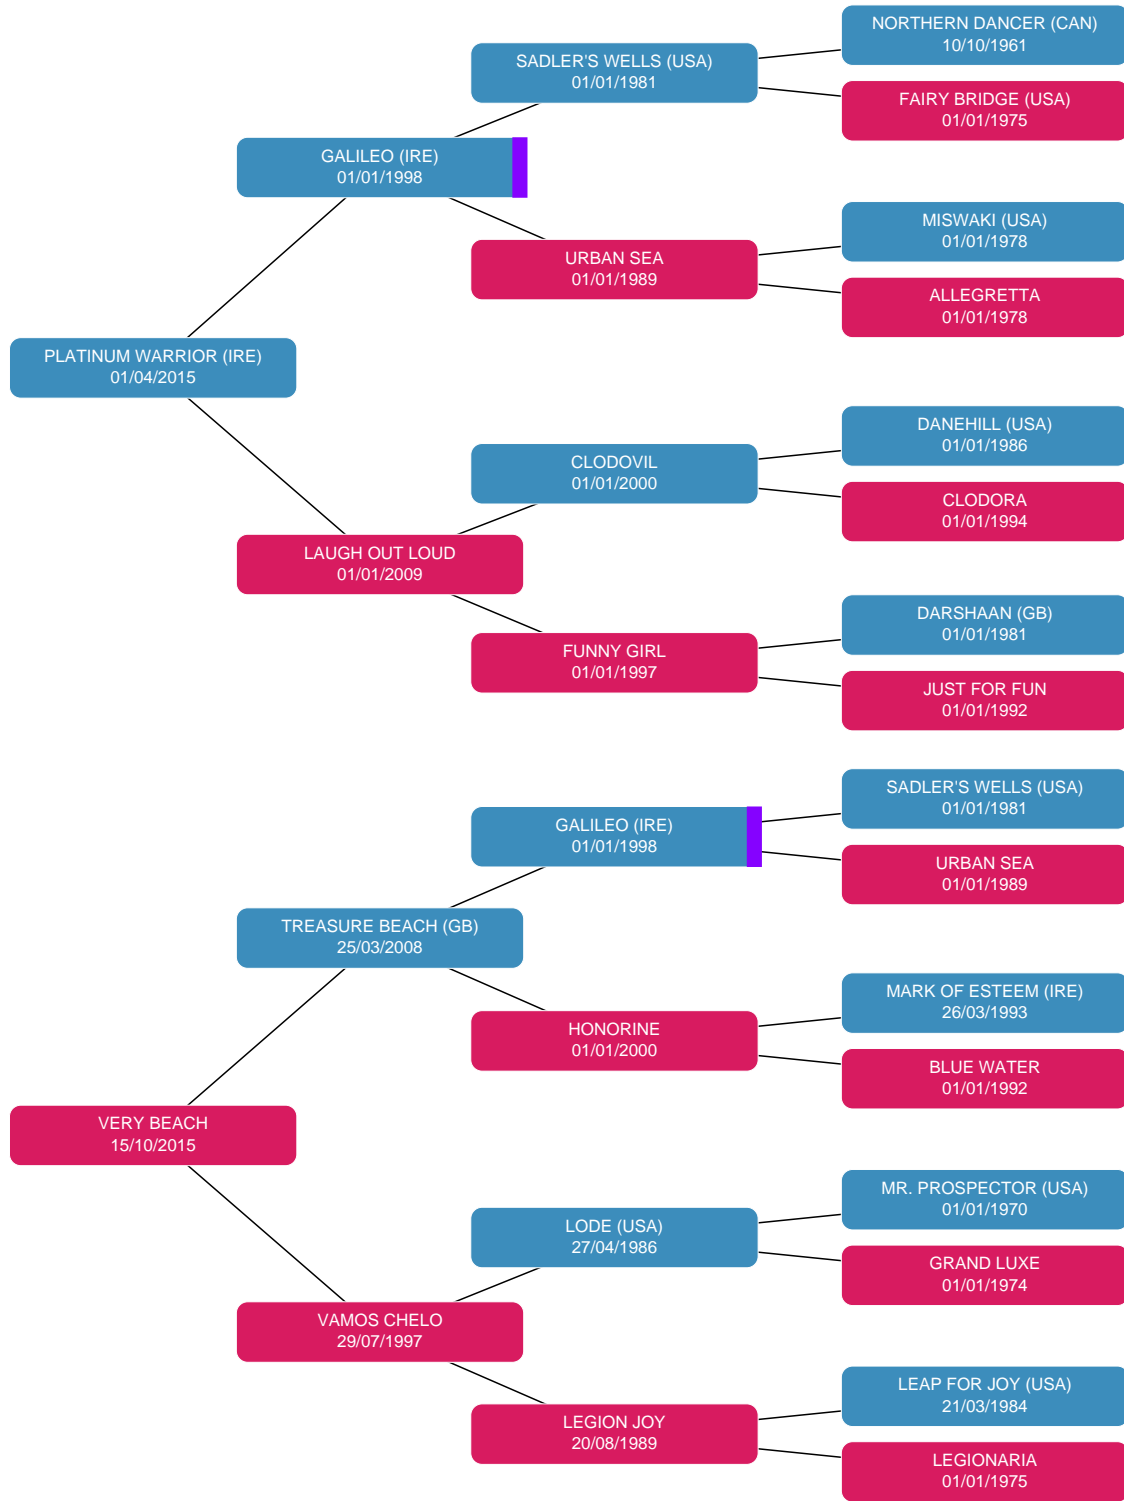 NORTHERN DANCER (CAN)
10/10/1961
SADLER'S WELLS (USA)
01/01/1981
FAIRY BRIDGE (USA)
01/01/1975
GALILEO (IRE)
01/01/1998
MISWAKI (USA)
01/01/1978
URBAN SEA
01/01/1989
ALLEGRETTA
01/01/1978
PLATINUM WARRIOR (IRE)
01/04/2015
DANEHILL (USA)
01/01/1986
CLODOVIL
01/01/2000
CLODORA
01/01/1994
LAUGH OUT LOUD
01/01/2009
DARSHAAN (GB)
01/01/1981
FUNNY GIRL
01/01/1997
JUST FOR FUN
01/01/1992
SADLER'S WELLS (USA)
01/01/1981
GALILEO (IRE)
01/01/1998
URBAN SEA
01/01/1989
TREASURE BEACH (GB)
25/03/2008
MARK OF ESTEEM (IRE)
26/03/1993
HONORINE
01/01/2000
BLUE WATER
01/01/1992
VERY BEACH
15/10/2015
MR. PROSPECTOR (USA)
01/01/1970
LODE (USA)
27/04/1986
GRAND LUXE
01/01/1974
VAMOS CHELO
29/07/1997
LEAP FOR JOY (USA)
21/03/1984
LEGION JOY
20/08/1989
LEGIONARIA
01/01/1975